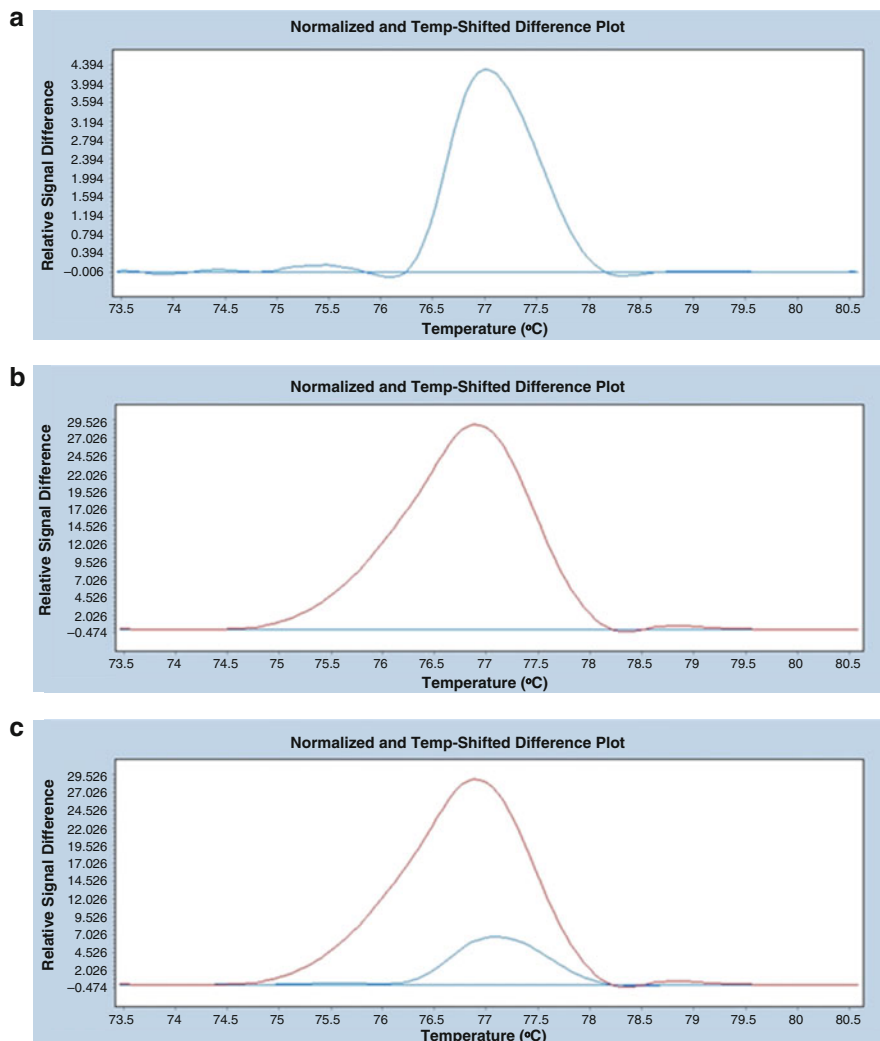 a
Normalized and Temp-Shifted Difference Plot
Relative Signal Difference
4.394
3.994
3.594
3.194
2.794
2.394
1.994
1.594
1.194
0.794
0.394
–0.006
73.5 74 74.5 75 75.5 76 76.5 77 77.5 78 78.5 79 79.5 80 80.5
Temperature (ºC)
b
Normalized and Temp-Shifted Difference Plot
Relative Signal Difference
29.526
27.026
24.526
22.026
19.526
17.026
14.526
12.026
9.526
7.026
4.526
2.026
–0.474
73.5 74 74.5 75 75.5 76 76.5 77 77.5 78 78.5 79 79.5 80 80.5
Temperature (ºC)
c
Normalized and Temp-Shifted Difference Plot
Relative Signal Difference
29.526
27.026
24.526
22.026
19.526
17.026
14.526
12.026
9.526
7.026
4.526
2.026
–0.474
73.5 74 74.5 75 75.5 76 76.5 77 77.5 78 78.5 79 79.5 80 80.5
Temperature (ºC)